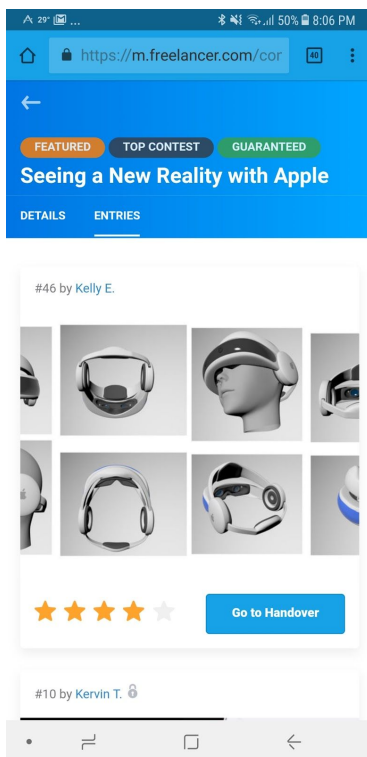 29° M ... 50% 8:06 PM
https://m.freelancer.com/cor 40
FEATURED TOP CONTEST GUARANTEED
Seeing a New Reality with Apple
DETAILS ENTRIES
#46 by Kelly E.
Go to Handover
#10 by Kervin T.